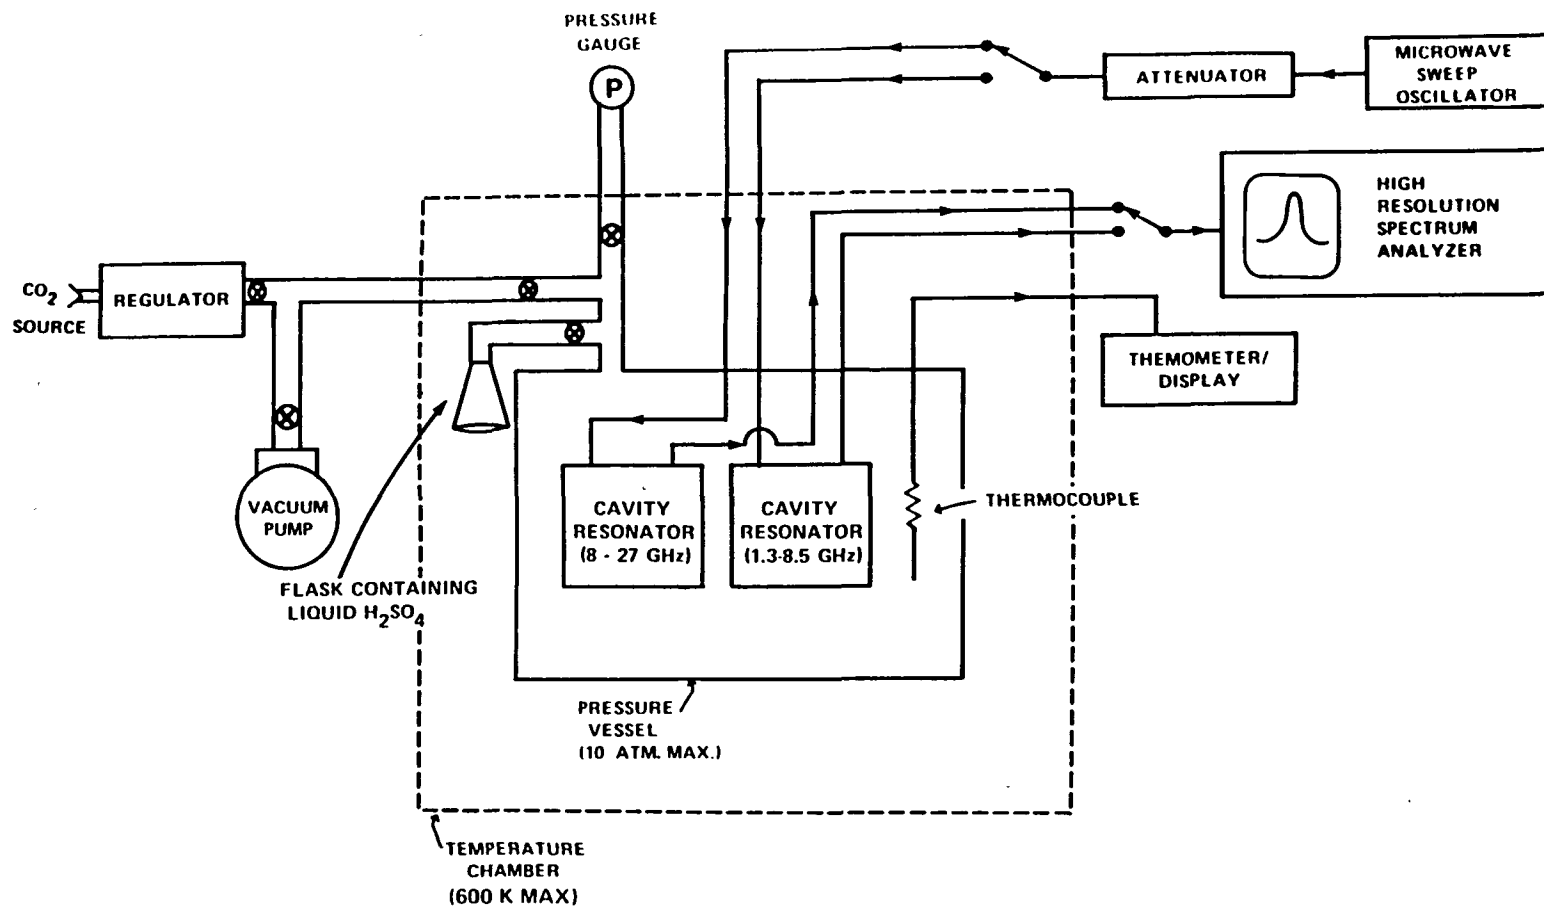 PRESSURE
GAUGE
P
ATTENUATOR
MICROWAVE
SWEEP
OSCILLATOR
HIGH
RESOLUTION
SPECTRUM
ANALYZER
CO2
SOURCE
REGULATOR
THEMOMETER/
DISPLAY
VACUUM
PUMP
CAVITY
RESONATOR
(8 - 27 GHz)
CAVITY
RESONATOR
(1.3-8.5 GHz)
THERMOCOUPLE
FLASK CONTAINING
LIQUID H2SO4
PRESSURE
VESSEL
(10 ATM. MAX.)
TEMPERATURE
CHAMBER
(600 K MAX)